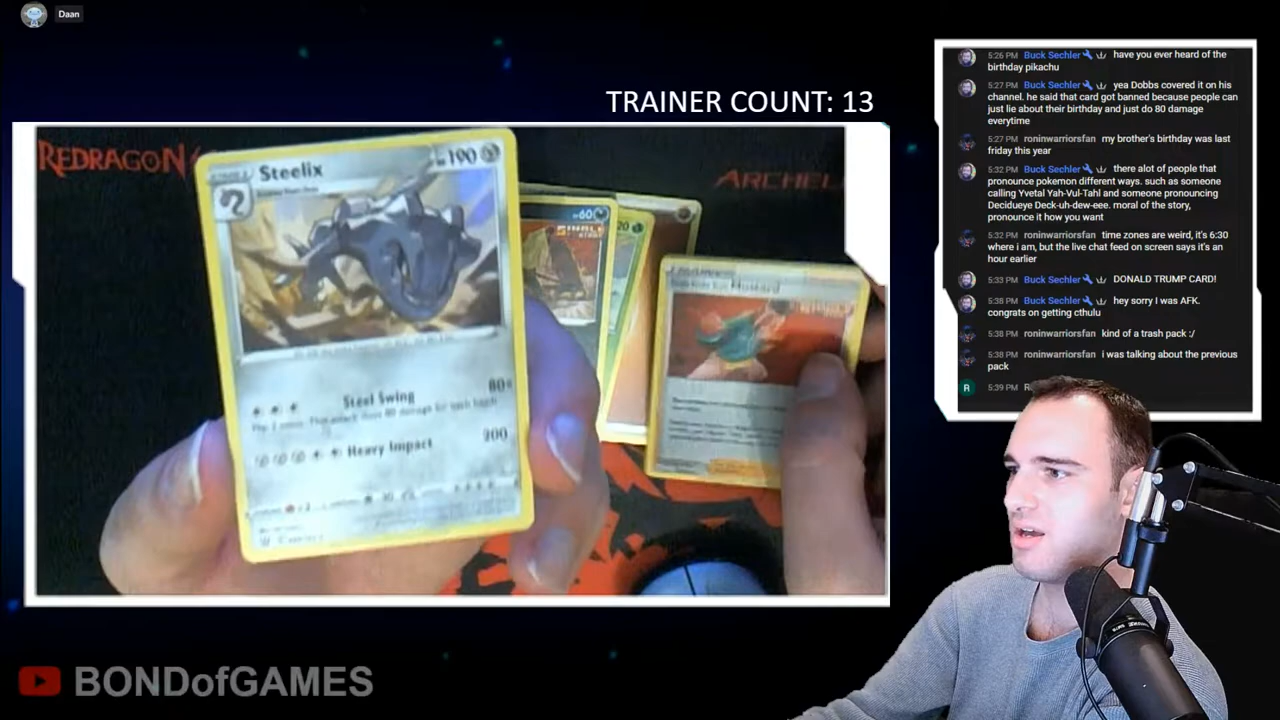 Daan
TRAINER COUNT: 13
REDRAGON
ARCHEL
Steelix
190
60
SINGLE
20
Mustard
Steel Swing
80×
Heavy Impact
200
5:26 PM Buck Sechler have you ever heard of the
birthday pikachu
5:27 PM Buck Sechler yea Dobbs covered it on his
channel. he said that card got banned because people can
just lie about their birthday and just do 80 damage
everytime
5:27 PM roninwarriorsfan my brother's birthday was last
friday this year
5:32 PM Buck Sechler there alot of people that
pronounce pokemon different ways. such as someone
calling Yvetal Yah-Vul-Tahl and someone pronouncing
Decidueye Deck-uh-dew-eee. moral of the story,
pronounce it how you want
5:32 PM roninwarriorsfan time zones are weird, it's 6:30
where i am, but the live chat feed on screen says it's an
hour earlier
5:33 PM Buck Sechler DONALD TRUMP CARD!
5:38 PM Buck Sechler hey sorry I was AFK.
congrats on getting cthulu
5:38 PM roninwarriorsfan kind of a trash pack :/
5:38 PM roninwarriorsfan i was talking about the previous
pack
R 5:39 PM R
BONDofGAMES